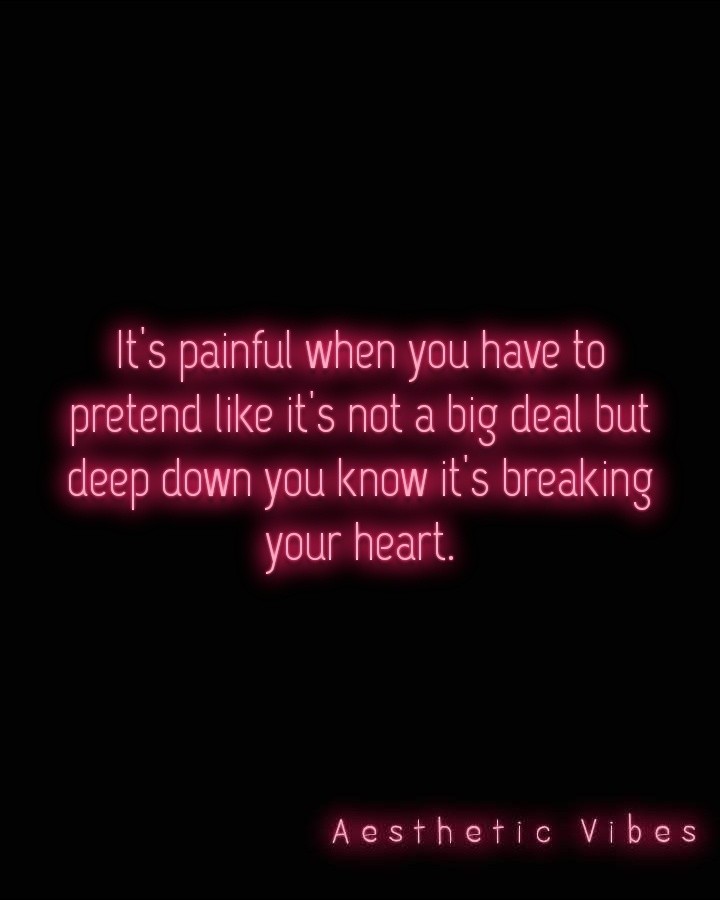 It's painful when you have to
pretend like it's not a big deal but
deep down you know it's breaking
your heart.
Aesthetic Vibes